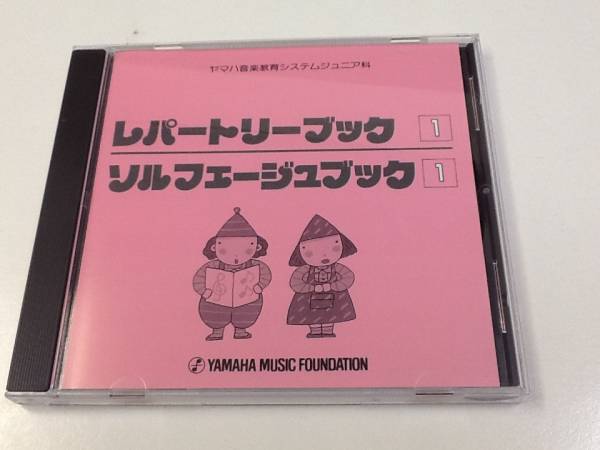 ヤマハ音楽教育システムジュニア科
レパートリーブック 1
ソルフェージュブック 1
YAMAHA MUSIC FOUNDATION